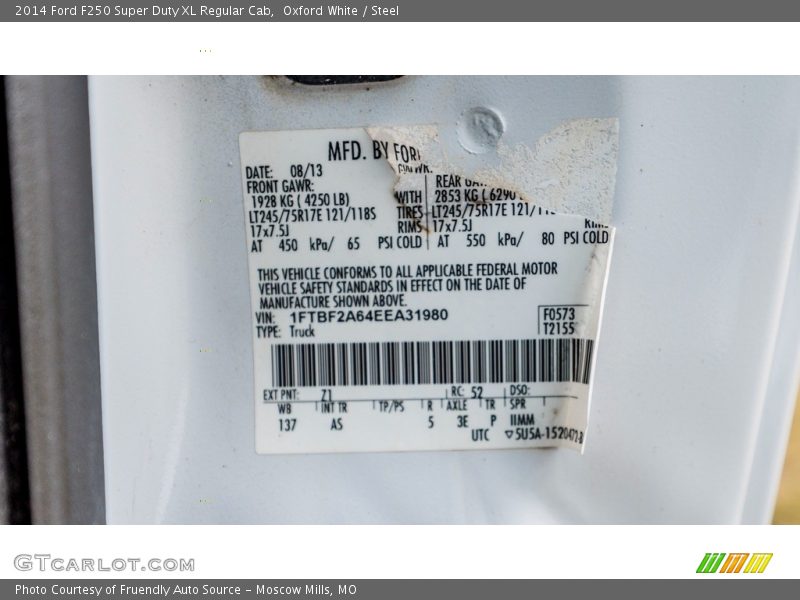 2014 Ford F250 Super Duty XL Regular Cab, Oxford White / Steel
MFD. BY FOR
DATE: 08/13
FRONT GAWR:
1928 KG ( 4250 LB)
LT245/75R17E 121/118S
17x7.5J
AT 450 kPa/ 65 PSI COLD
WITH
TIRES
RIMS
REAR
2853 KG ( 6290
LT245/75R17E 121/11
17x7.5J
AT 550 kPa/ 80 PSI COLD
THIS VEHICLE CONFORMS TO ALL APPLICABLE FEDERAL MOTOR
VEHICLE SAFETY STANDARDS IN EFFECT ON THE DATE OF
MANUFACTURE SHOWN ABOVE.
VIN: 1FTBF2A64EEA31980
TYPE: Truck
F0573
T2155
EXT PNT: Z1 RC: 52 DSO:
WB INT TR TP/PS R AXLE TR SPR
137 AS 5 3E P IIMM
UTC ▽5U5A-1520472-
GTCARLOT.COM
Photo Courtesy of Fruendly Auto Source - Moscow Mills, MO